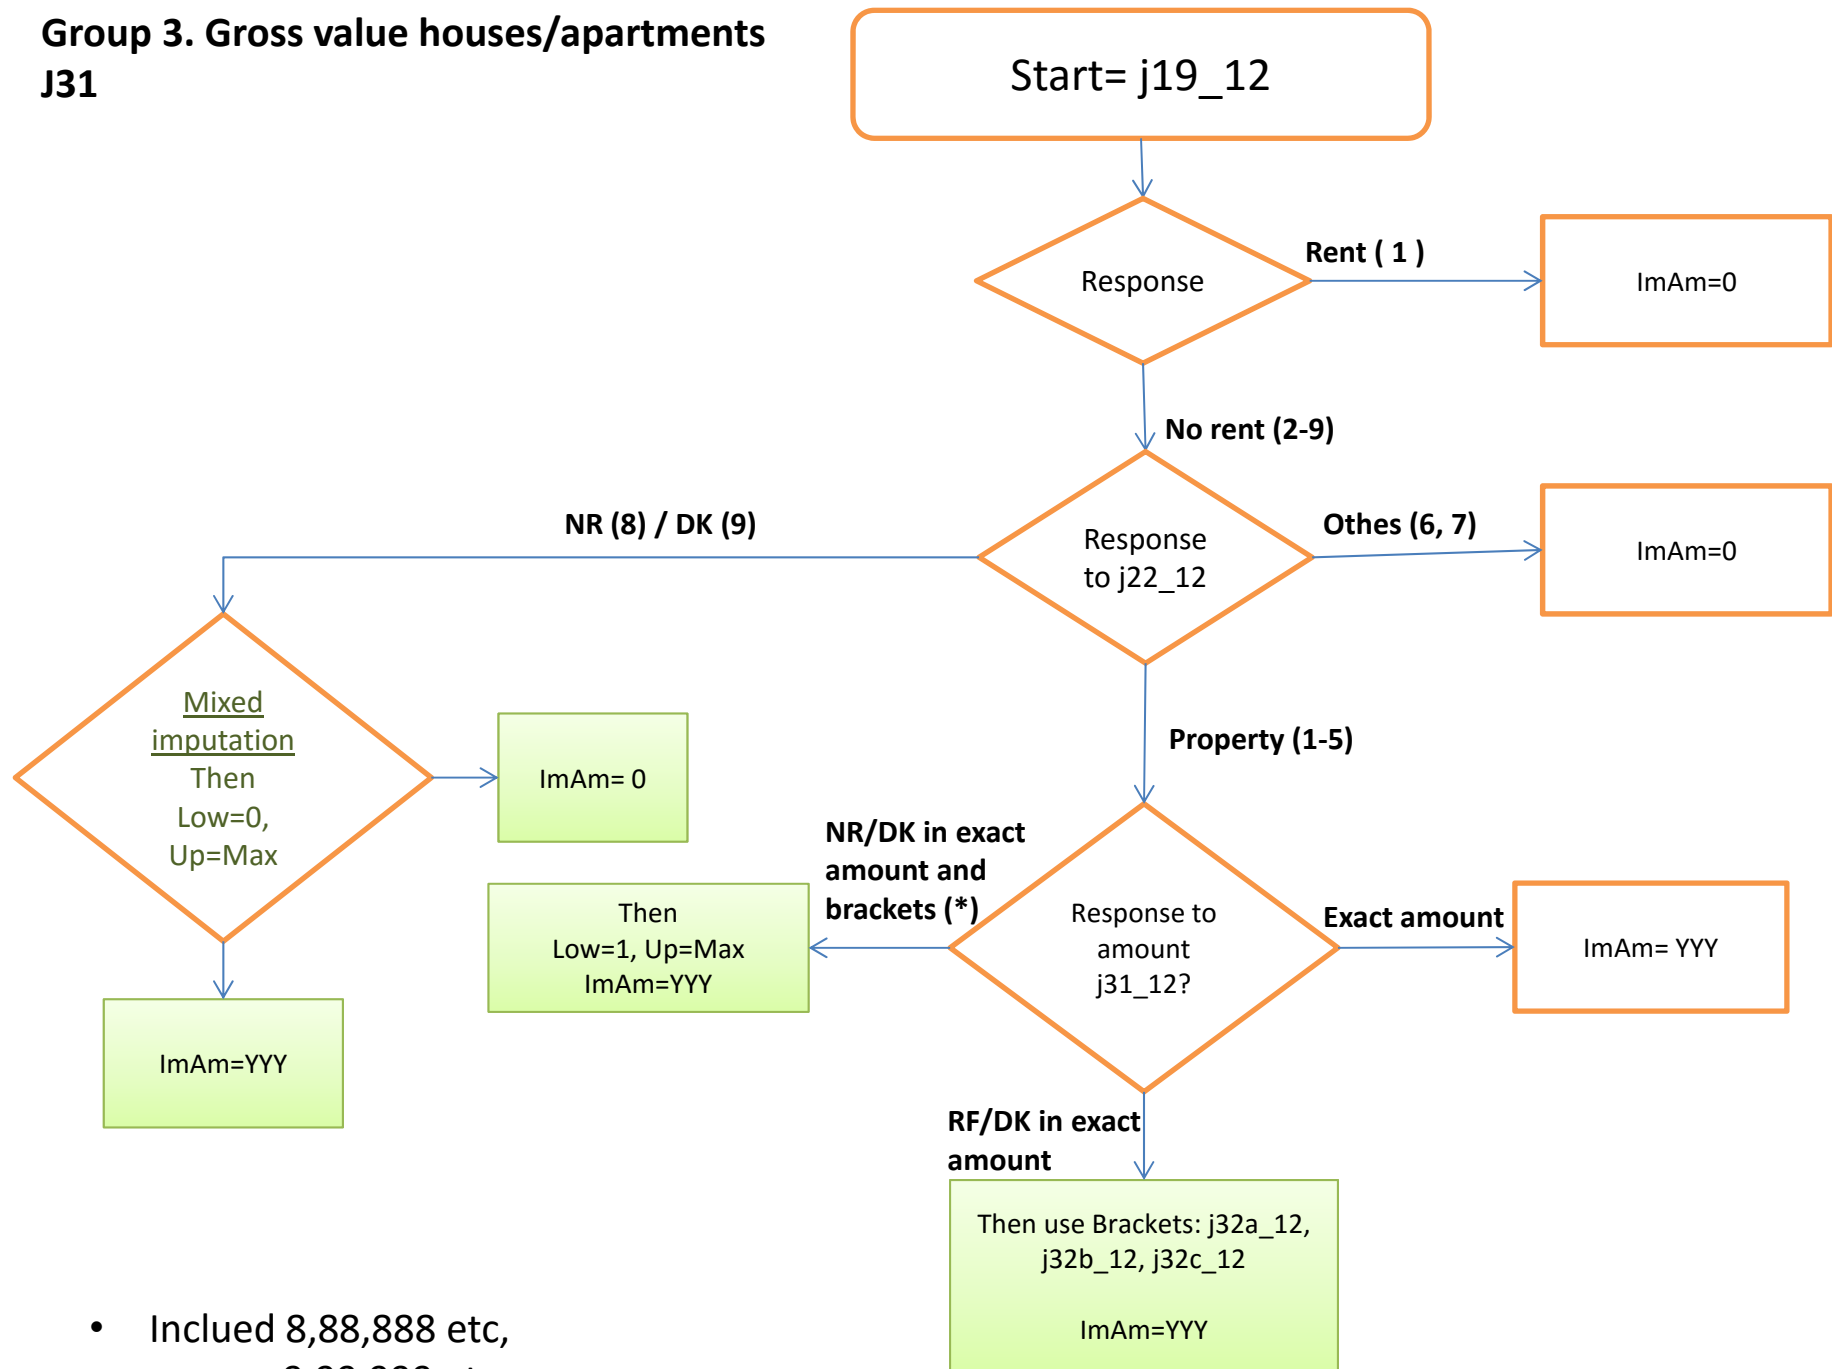 Group 3. Gross value houses/apartments
J31
Start= j19_12
Response
Rent ( 1 )
ImAm=0
No rent (2-9)
NR (8) / DK (9)
Response
to j22_12
Othes (6, 7)
ImAm=0
Mixed
imputation
Then
Low=0,
Up=Max
ImAm= 0
Property (1-5)
NR/DK in exact
amount and
brackets (*)
Then
Low=1, Up=Max
ImAm=YYY
Response to
amount
j31_12?
Exact amount
ImAm= YYY
ImAm=YYY
RF/DK in exact
amount
Then use Brackets: j32a_12,
j32b_12, j32c_12
ImAm=YYY
• Inclued 8,88,888 etc,